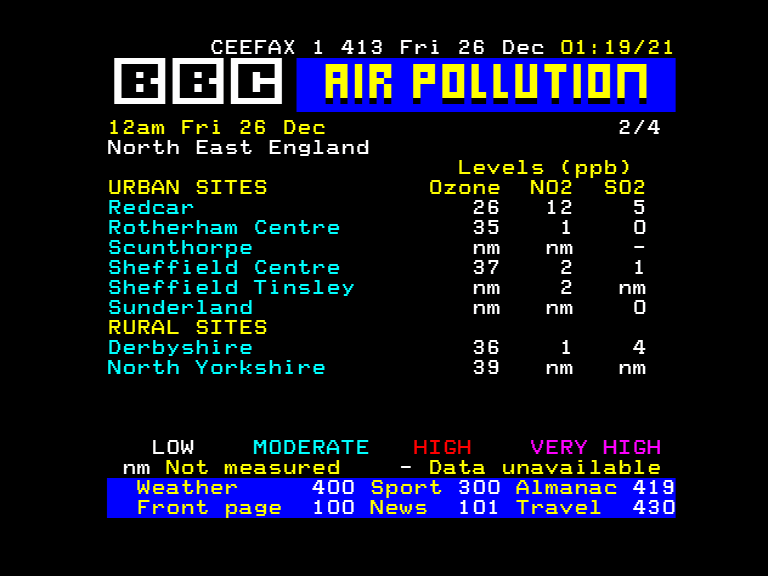 CEEFAX 1 413 Fri 26 Dec 01:19/21
BBC AIR POLLUTION
12am Fri 26 Dec 2/4
North East England
Levels (ppb)
URBAN SITES Ozone NO2 SO2
Redcar 26 12 5
Rotherham Centre 35 1 0
Scunthorpe nm nm -
Sheffield Centre 37 2 1
Sheffield Tinsley nm 2 nm
Sunderland nm nm 0
RURAL SITES
Derbyshire 36 1 4
North Yorkshire 39 nm nm
LOW MODERATE HIGH VERY HIGH
nm Not measured - Data unavailable
Weather 400 Sport 300 Almanac 419
Front page 100 News 101 Travel 430